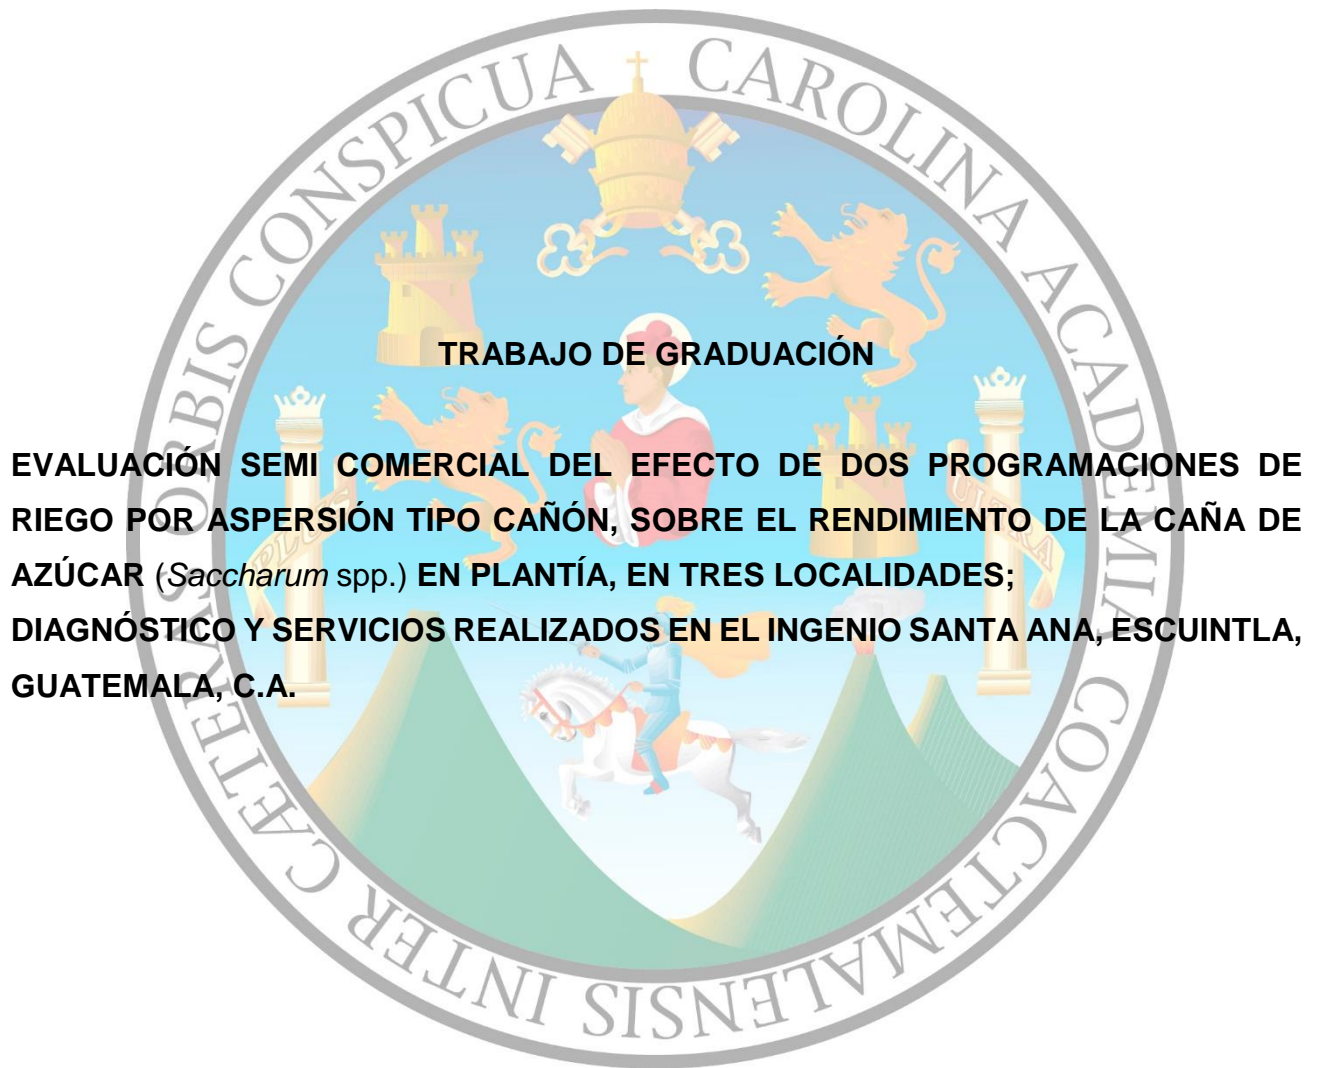 CAROLINA ACADEMIA COACTEMALENSIS INTER CÆTERAS ORBIS CONSPICUA
TRABAJO DE GRADUACIÓN
EVALUACIÓN SEMI COMERCIAL DEL EFECTO DE DOS PROGRAMACIONES DE
RIEGO POR ASPERSIÓN TIPO CAÑÓN, SOBRE EL RENDIMIENTO DE LA CAÑA DE
AZÚCAR (Saccharum spp.) EN PLANTÍA, EN TRES LOCALIDADES;
DIAGNÓSTICO Y SERVICIOS REALIZADOS EN EL INGENIO SANTA ANA, ESCUINTLA,
GUATEMALA, C.A.
PLUS
ULTRA